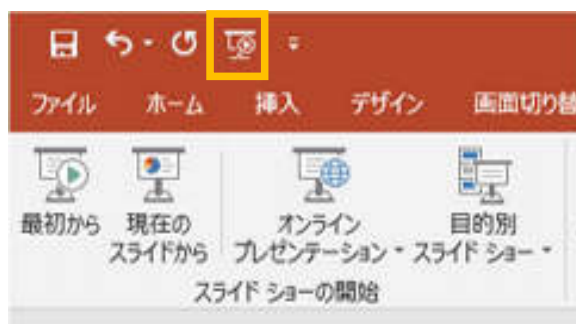 ファイル ホーム 挿入 デザイン 画面切り替
最初から 現在の
スライドから オンライン
プレゼンテーション 目的別
スライド ショー
スライド ショーの開始